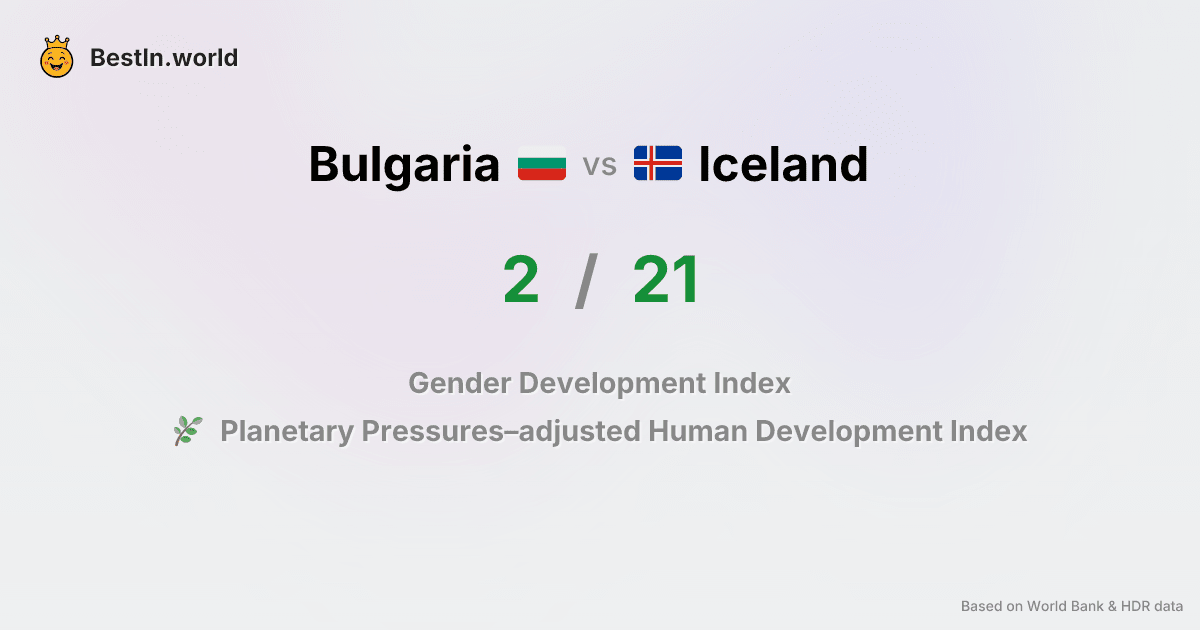 BestIn.world
Bulgaria vs Iceland
2 / 21
Gender Development Index
Planetary Pressures–adjusted Human Development Index
Based on World Bank & HDR data